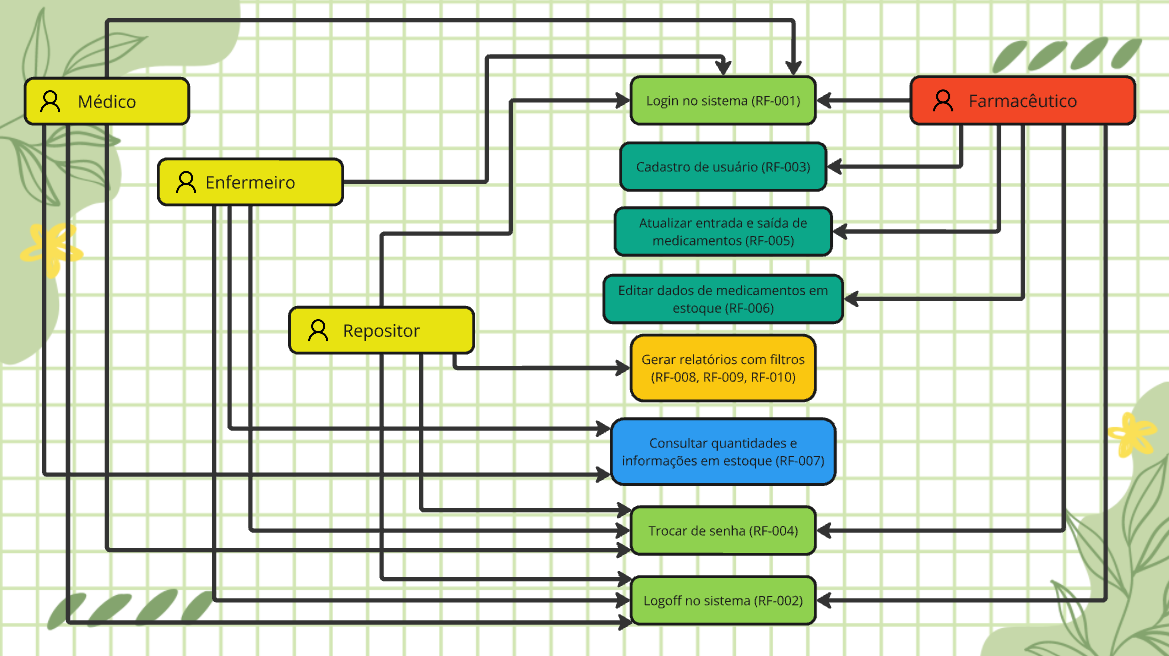 Médico
Login no sistema (RF-001)
Farmacêutico
Cadastro de usuário (RF-003)
Enfermeiro
Atualizar entrada e saída de
medicamentos (RF-005)
Editar dados de medicamentos em
estoque (RF-006)
Repositor
Gerar relatórios com filtros
(RF-008, RF-009, RF-010)
Consultar quantidades e
informações em estoque (RF-007)
Trocar de senha (RF-004)
Logoff no sistema (RF-002)